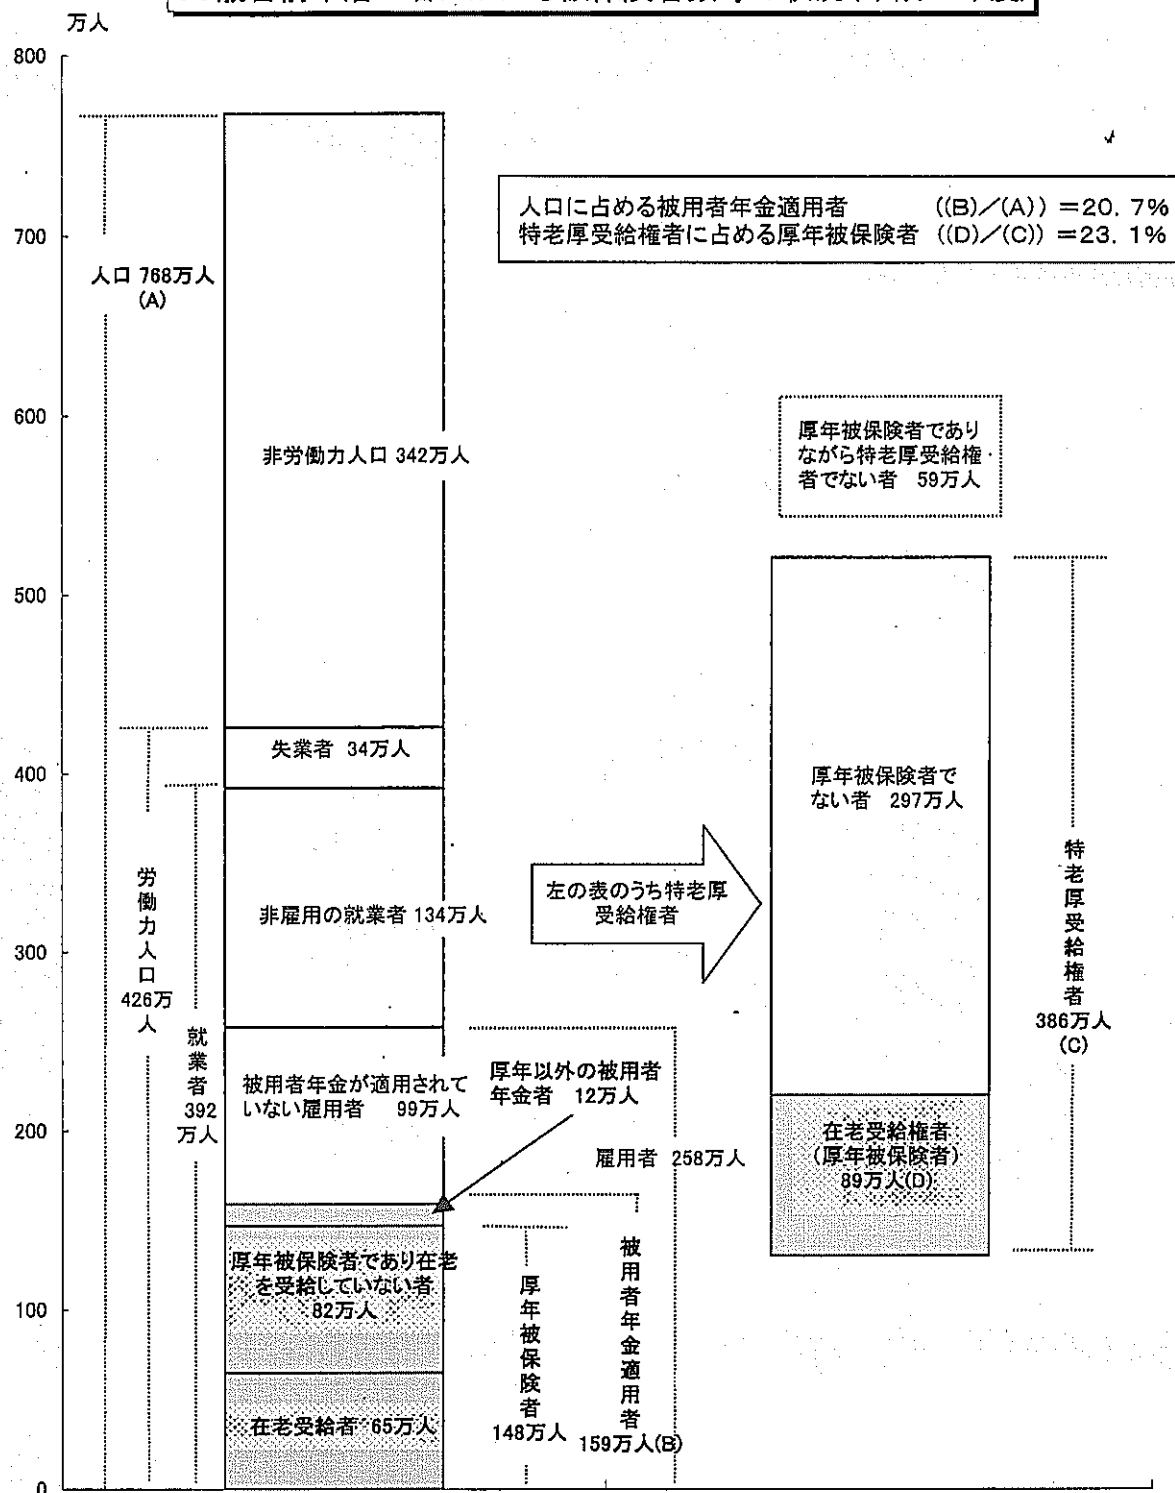 万人
800
700
600
500
400
300
200
100
0
人口に占める被用者年金適用者 ((B)/(A)) =20.7%
特老厚受給権者に占める厚年被保険者 ((D)/(C)) =23.1%
人口 768万人
(A)
非労働力人口 342万人
失業者 34万人
非雇用の就業者 134万人
被用者年金が適用されて
いない雇用者 99万人
厚年被保険者であり在老
を受給していない者
82万人
在老受給者 65万人
労働力人口
426万
人
就業者
392
万人
厚年以外の被用者
年金者 12万人
雇用者 258万人
厚年被保険者
148万人
被用者年金適用者
159万人(B)
左の表のうち特老厚
受給権者
厚年被保険者であり
ながら特老厚受給権
者でない者 59万人
厚年被保険者で
ない者 297万人
在老受給権者
(厚年被保険者)
89万人(D)
特老厚受給権者
386万人
(C)